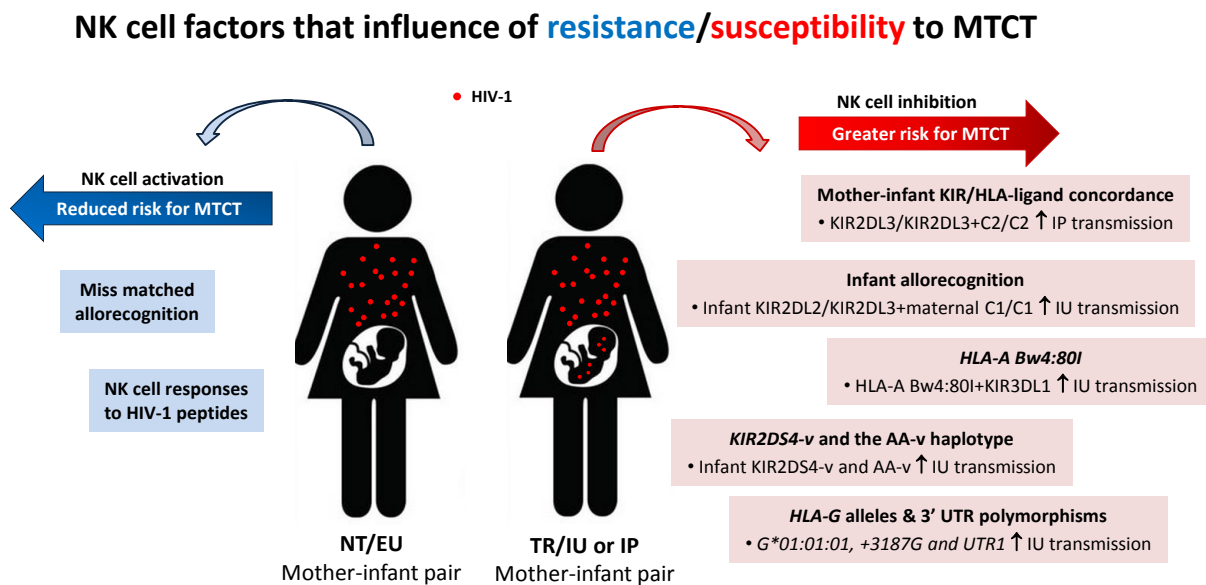 NK cell factors that influence of resistance/susceptibility to MTCT
HIV-1
NK cell activation
Reduced risk for MTCT
Miss matched
allorecognition
NK cell responses
to HIV-1 peptides
NK cell inhibition
Greater risk for MTCT
Mother-infant KIR/HLA-ligand concordance
• KIR2DL3/KIR2DL3+C2/C2 ↑ IP transmission
Infant allorecognition
• Infant KIR2DL2/KIR2DL3+maternal C1/C1 ↑ IU transmission
HLA-A Bw4:80I
• HLA-A Bw4:80I+KIR3DL1 ↑ IU transmission
KIR2DS4-v and the AA-v haplotype
• Infant KIR2DS4-v and AA-v ↑ IU transmission
HLA-G alleles & 3’ UTR polymorphisms
• G*01:01:01, +3187G and UTR1 ↑ IU transmission
NT/EU
Mother-infant pair
TR/IU or IP
Mother-infant pair